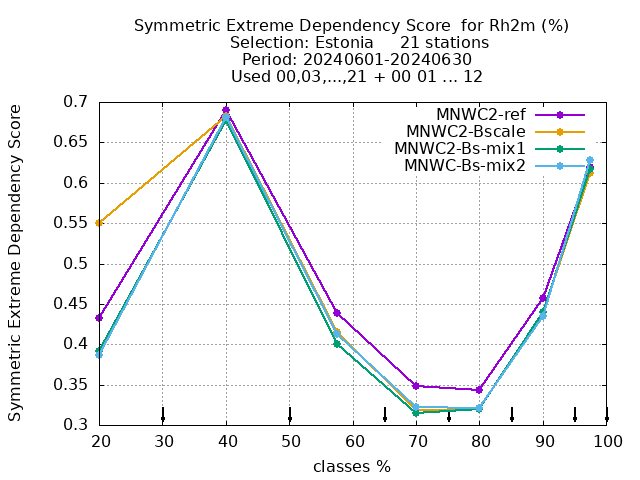 Symmetric Extreme Dependency Score  for Rh2m (%)
Selection: Estonia     21 stations
Period: 20240601-20240630
Used 00,03,...,21 + 00 01 ... 12
Symmetric Extreme Dependency Score
0.7
0.65
0.6
0.55
0.5
0.45
0.4
0.35
0.3
MNWC2-ref
MNWC2-Bscale
MNWC2-Bs-mix1
MNWC-Bs-mix2
20 30 40 50 60 70 80 90 100
classes %